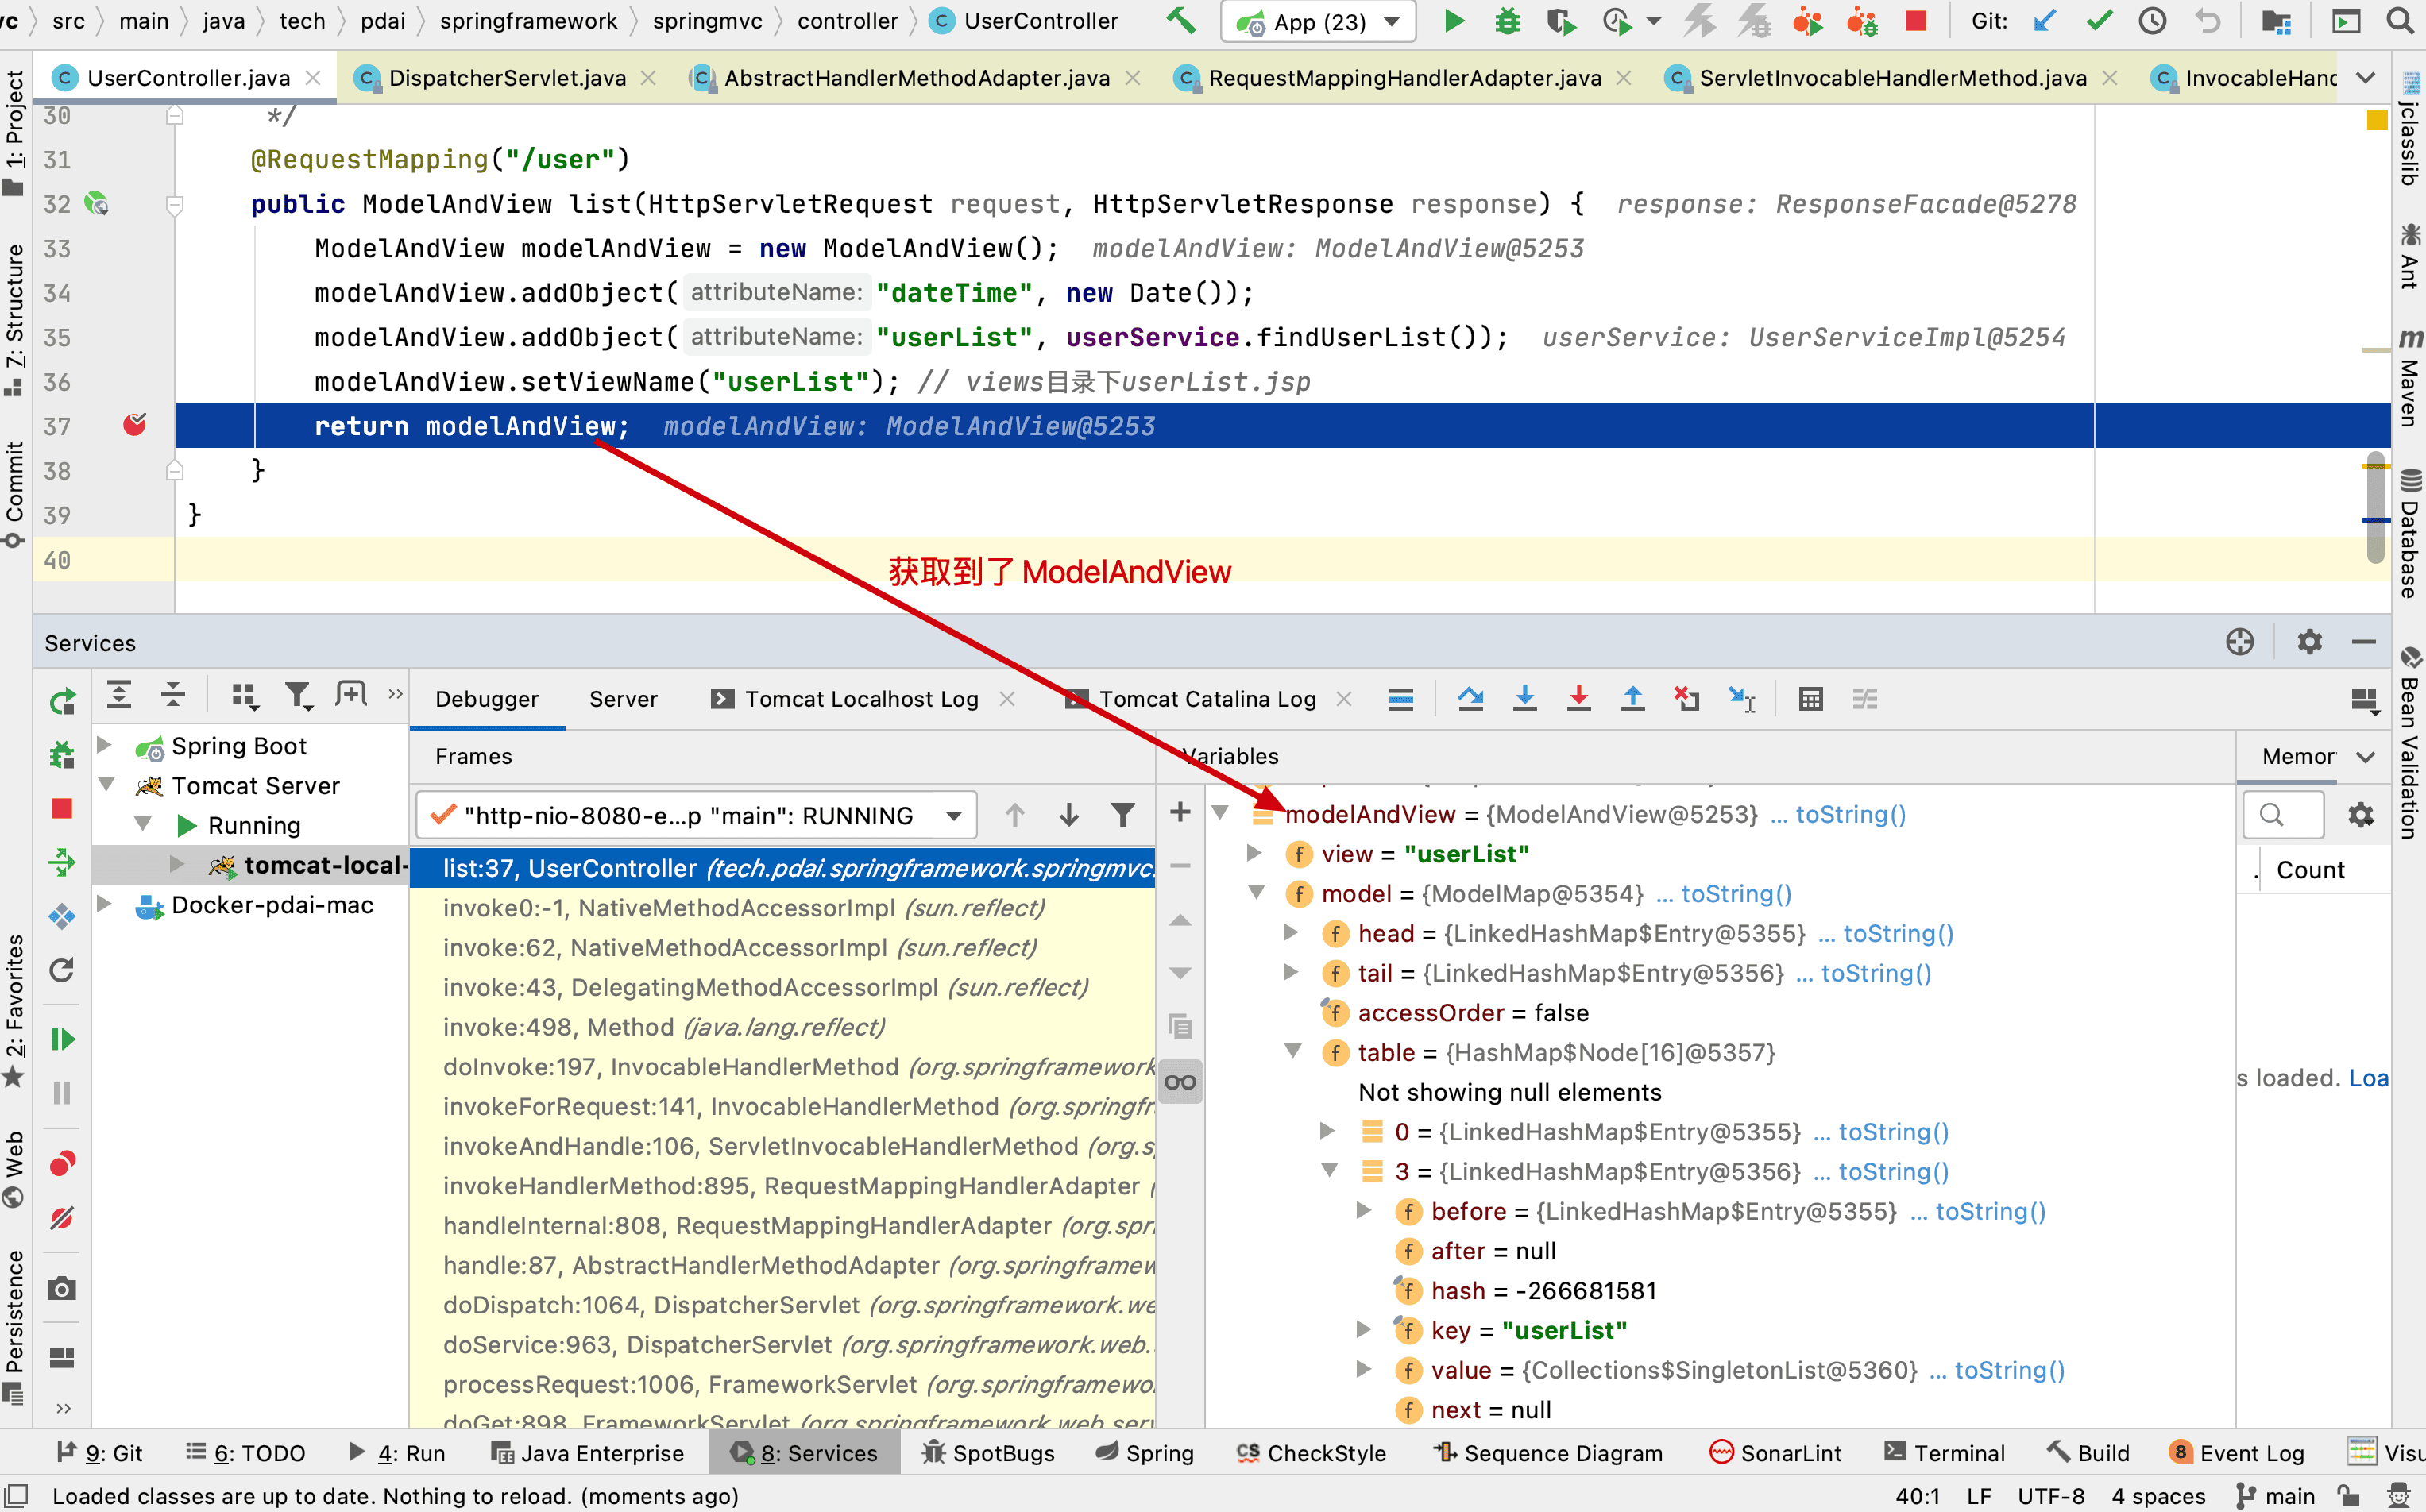 src main java tech pdai springframework springmvc controller UserController App (23) Git:
UserController.java DispatcherServlet.java AbstractHandlerMethodAdapter.java RequestMappingHandlerAdapter.java ServletInvocableHandlerMethod.java InvocableHand
1: Project
7: Structure
Commit
2: Favorites
Web
Persistence
30 */
31 @RequestMapping("/user")
32 public ModelAndView list(HttpServletRequest request, HttpServletResponse response) { response: ResponseFacade@5278
33 ModelAndView modelAndView = new ModelAndView(); modelAndView: ModelAndView@5253
34 modelAndView.addObject( attributeName: "dateTime", new Date());
35 modelAndView.addObject( attributeName: "userList", userService.findUserList()); userService: UserServiceImpl@5254
36 modelAndView.setViewName("userList"); // views目录下userList.jsp
37 return modelAndView; modelAndView: ModelAndView@5253
38 }
39 }
40
获取到了 ModelAndView
jclasslib
Ant
Maven
Database
Bean Validation
Services
Debugger Server Tomcat Localhost Log Tomcat Catalina Log
Spring Boot
Tomcat Server
Running
tomcat-local-
Docker-pdai-mac
Frames
"http-nio-8080-e...p "main": RUNNING
list:37, UserController (tech.pdai.springframework.springmvc.
invoke0:-1, NativeMethodAccessorImpl (sun.reflect)
invoke:62, NativeMethodAccessorImpl (sun.reflect)
invoke:43, DelegatingMethodAccessorImpl (sun.reflect)
invoke:498, Method (java.lang.reflect)
doInvoke:197, InvocableHandlerMethod (org.springframework
invokeForRequest:141, InvocableHandlerMethod (org.springfr
invokeAndHandle:106, ServletInvocableHandlerMethod (org.s
invokeHandlerMethod:895, RequestMappingHandlerAdapter (
handleInternal:808, RequestMappingHandlerAdapter (org.spri
handle:87, AbstractHandlerMethodAdapter (org.springframew
doDispatch:1064, DispatcherServlet (org.springframework.we
doService:963, DispatcherServlet (org.springframework.web.
processRequest:1006, FrameworkServlet (org.springframewo
doGet:898, FrameworkServlet (org.springframework.web.serv
Variables
modelAndView = {ModelAndView@5253} ... toString()
view = "userList"
model = {ModelMap@5354} ... toString()
head = {LinkedHashMap$Entry@5355} ... toString()
tail = {LinkedHashMap$Entry@5356} ... toString()
accessOrder = false
table = {HashMap$Node[16]@5357}
Not showing null elements
0 = {LinkedHashMap$Entry@5355} ... toString()
3 = {LinkedHashMap$Entry@5356} ... toString()
before = {LinkedHashMap$Entry@5355} ... toString()
after = null
hash = -266681581
key = "userList"
value = {Collections$SingletonList@5360} ... toString()
next = null
Memor
Count
s loaded. Loa
9: Git 6: TODO 4: Run Java Enterprise 8: Services SpotBugs Spring CheckStyle Sequence Diagram SonarLint Terminal Build 8 Event Log Visu
Loaded classes are up to date. Nothing to reload. (moments ago) 40:1 LF UTF-8 4 spaces main